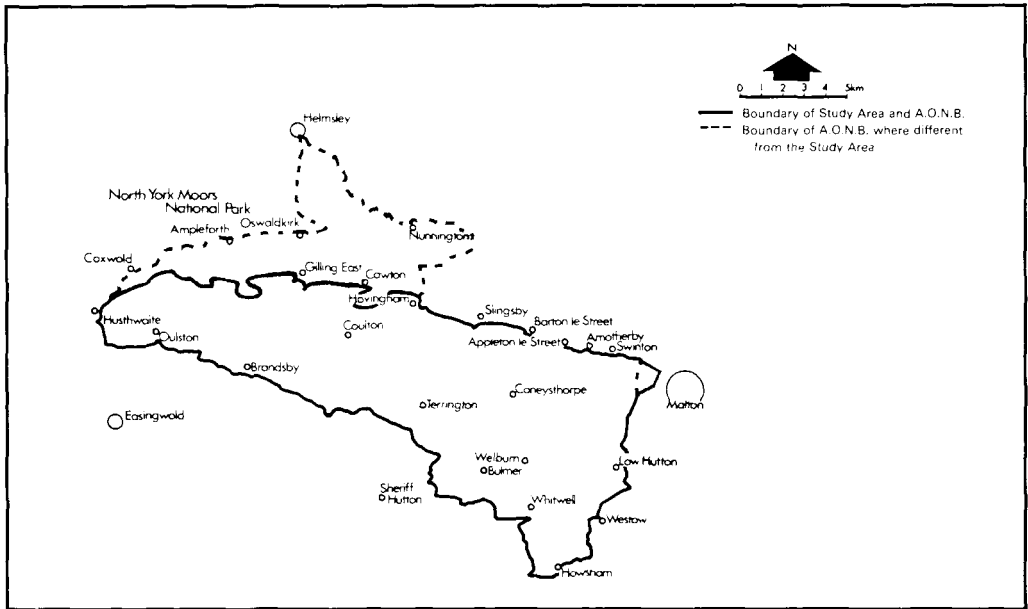 N
0 1 2 3 4 5km
Boundary of Study Area and A.O.N.B.
Boundary of A.O.N.B. where different
from the Study Area
Helmsley
North York Moors
National Park
Ampleforth
Oswaldkirk
Nunnington
Coxwold
Gilling East
Cawton
Hovingham
Slingsby
Barton le Street
Husthwaite
Oulston
Coulton
Appleton le Street
Amotherby
Swinton
Brandsby
Coneysthorpe
Malton
Terrington
Easingwold
Welburn
Bulmer
Low Hutton
Sheriff
Hutton
Whitwell
Westow
Howsham